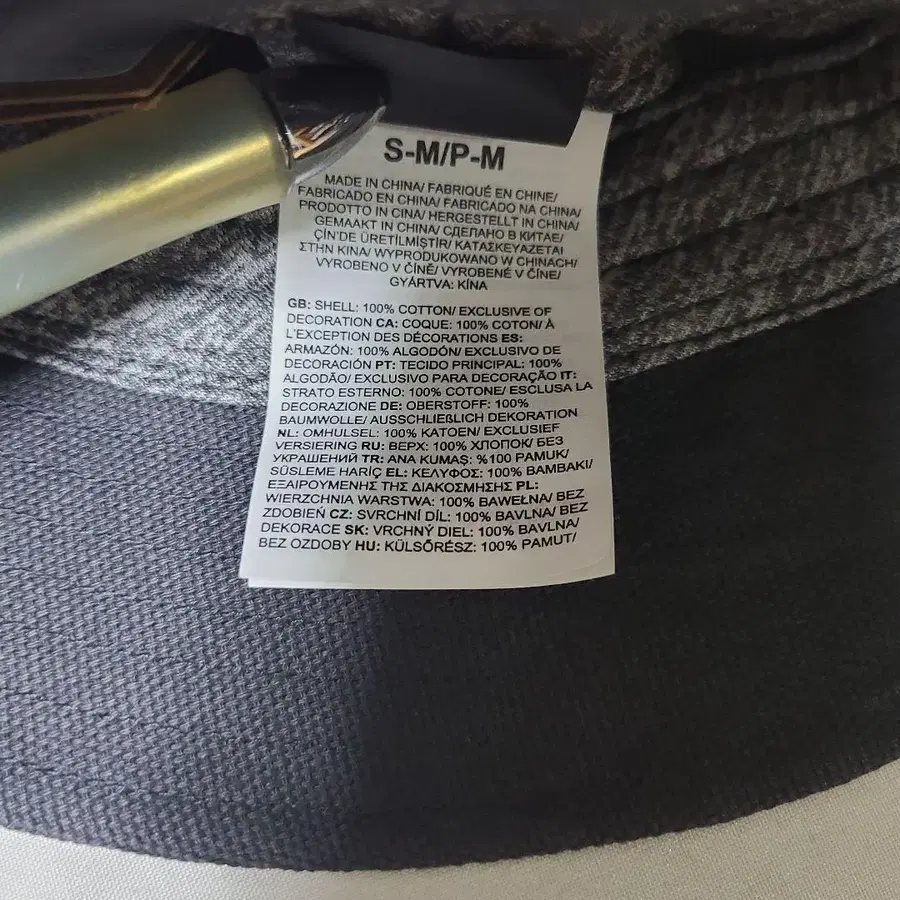 S-M/P-M
MADE IN CHINA/ FABRIQUÉ EN CHINE/
FABRICADO EN CHINA/ FABRICADO NA CHINA/
PRODOTTO IN CINA/ HERGESTELLT IN CHINA/
GEMAAKT IN CHINA/ СДЕЛАНО В КИТАЕ/
ÇİN'DE ÜRETİLMİŞTİR/ ΚΑΤΑΣΚΕΥΑΖΕΤΑΙ
ΣΤΗΝ ΚΙΝΑ/ WYPRODUKOWANO W CHINACH/
VYROBENO V ČÍNĚ/ VYROBENÉ V ČÍNE/
GYÁRTVA: KÍNA
GB: SHELL: 100% COTTON/ EXCLUSIVE OF
DECORATION CA: COQUE: 100% COTON/ À
L'EXCEPTION DES DÉCORATIONS ES:
ARMAZÓN: 100% ALGODÓN/ EXCLUSIVO DE
DECORACIÓN PT: TECIDO PRINCIPAL: 100%
ALGODÃO/ EXCLUSIVO PARA DECORAÇÃO IT:
STRATO ESTERNO: 100% COTONE/ ESCLUSA LA
DECORAZIONE DE: OBERSTOFF: 100%
BAUMWOLLE/ AUSSCHLIEßLICH DEKORATION
NL: OMHULSEL: 100% KATOEN/ EXCLUSIEF
VERSIERING RU: ВЕРХ: 100% ХЛОПОК/ БЕЗ
УКРАШЕНИЙ TR: ANA KUMAŞ: %100 PAMUK/
SÜSLEME HARİÇ EL: ΚΕΛΥΦΟΣ: 100% ΒΑΜΒΑΚΙ/
ΕΞΑΙΡΟΥΜΕΝΗΣ ΤΗΣ ΔΙΑΚΟΣΜΗΣΗΣ PL:
WIERZCHNIA WARSTWA: 100% BAWEŁNA/ BEZ
ZDOBIEŃ CZ: SVRCHNÍ DÍL: 100% BAVLNA/ BEZ
DEKORACE SK: VRCHNÝ DIEL: 100% BAVLNA/
BEZ OZDOBY HU: KÜLSŐRÉSZ: 100% PAMUT/